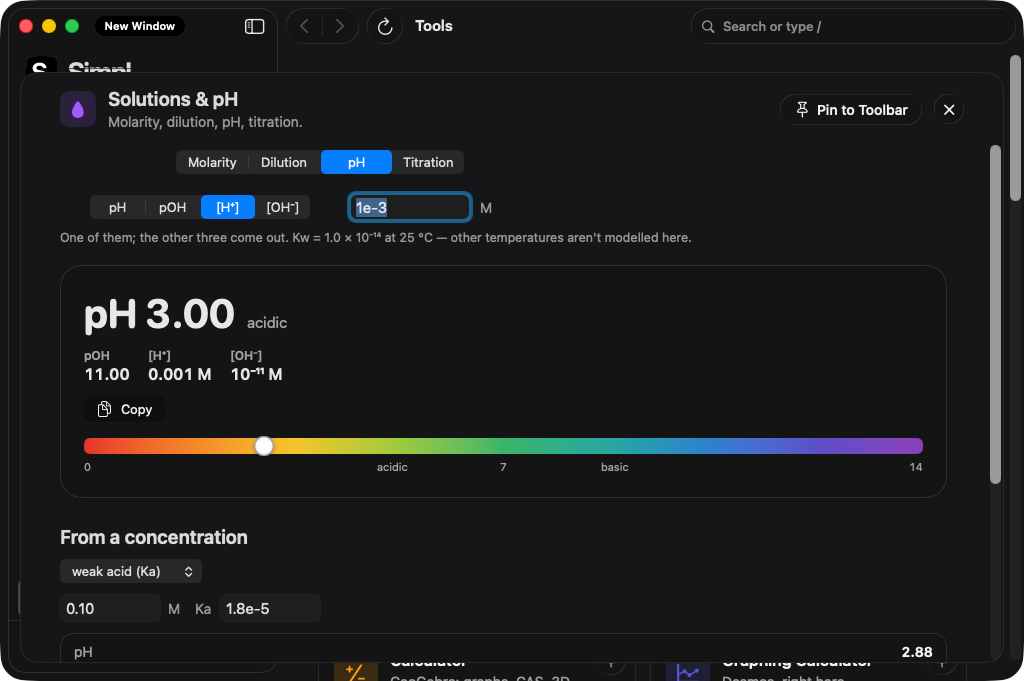 New Window
Tools
Search or type /
Solutions & pH
Molarity, dilution, pH, titration.
Pin to Toolbar
Molarity Dilution pH Titration
pH pOH [H⁺] [OH⁻] 1e-3 M
One of them; the other three come out. Kw = 1.0 × 10⁻¹⁴ at 25 °C — other temperatures aren't modelled here.
pH 3.00 acidic
pOH [H⁺] [OH⁻]
11.00 0.001 M 10⁻¹¹ M
Copy
0 acidic 7 basic 14
From a concentration
weak acid (Ka)
0.10 M Ka 1.8e-5
pH 2.88
Calculator Graphing Calculator